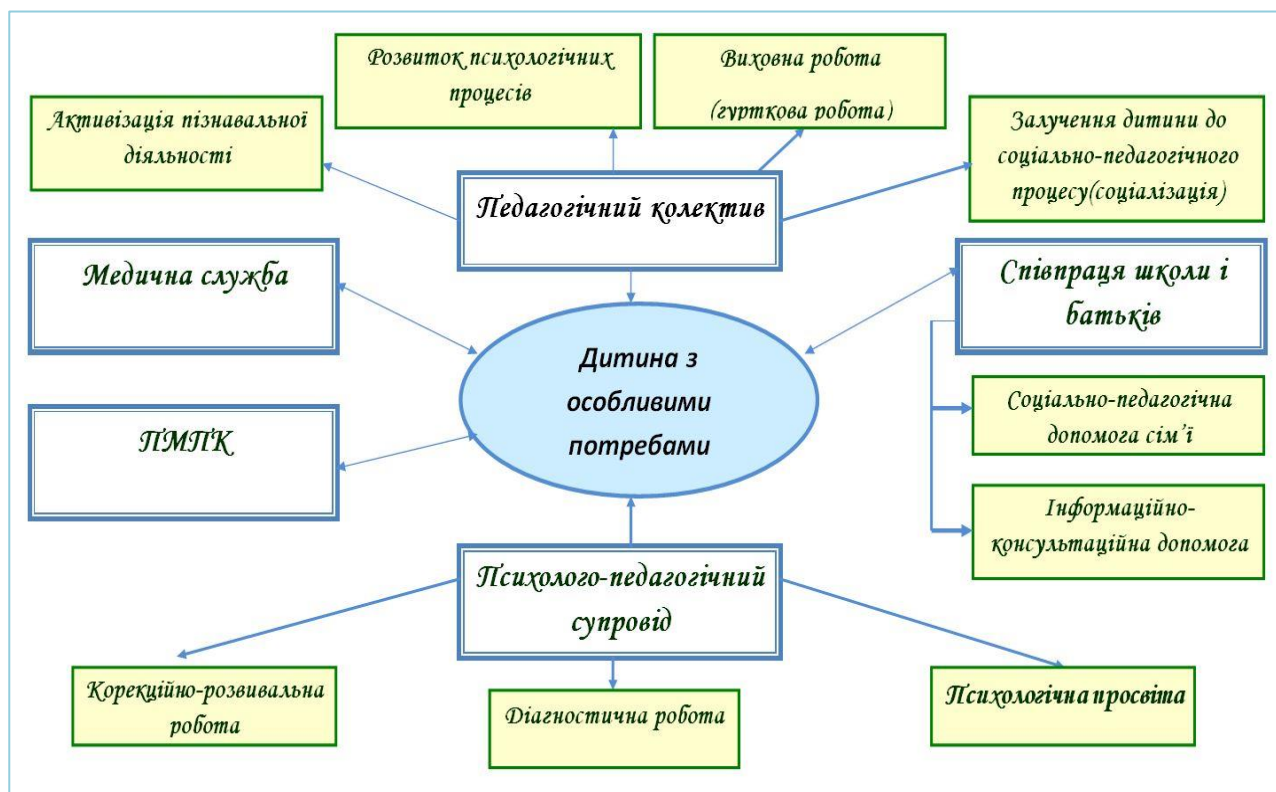 Розвиток психологічних
процесів
Виховна робота
(гурткова робота)
Активізація пізнавальної
діяльності
Залучення дитини до
соціально-педагогічного
процесу(соціалізація)
Педагогічний колектив
Медична служба
Співпраця школи і
батьків
Дитина з
особливими
потребами
ПМПК
Соціально-педагогічна
допомога сім’ї
Інформаційно-
консультаційна допомога
Психолого-педагогічний
супровід
Корекційно-розвивальна
робота
Діагностична робота
Психологічна просвіта